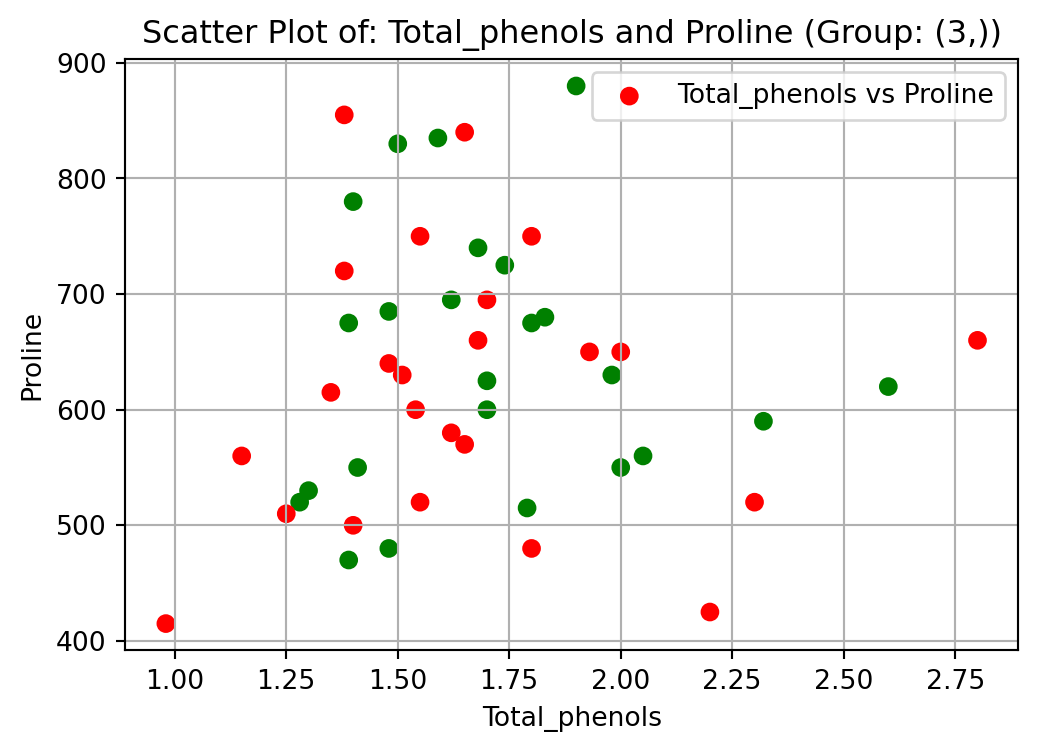 Scatter Plot of: Total_phenols and Proline (Group: (3,))
Total_phenols vs Proline
900
800
700
600
500
400
Proline
1.00 1.25 1.50 1.75 2.00 2.25 2.50 2.75
Total_phenols